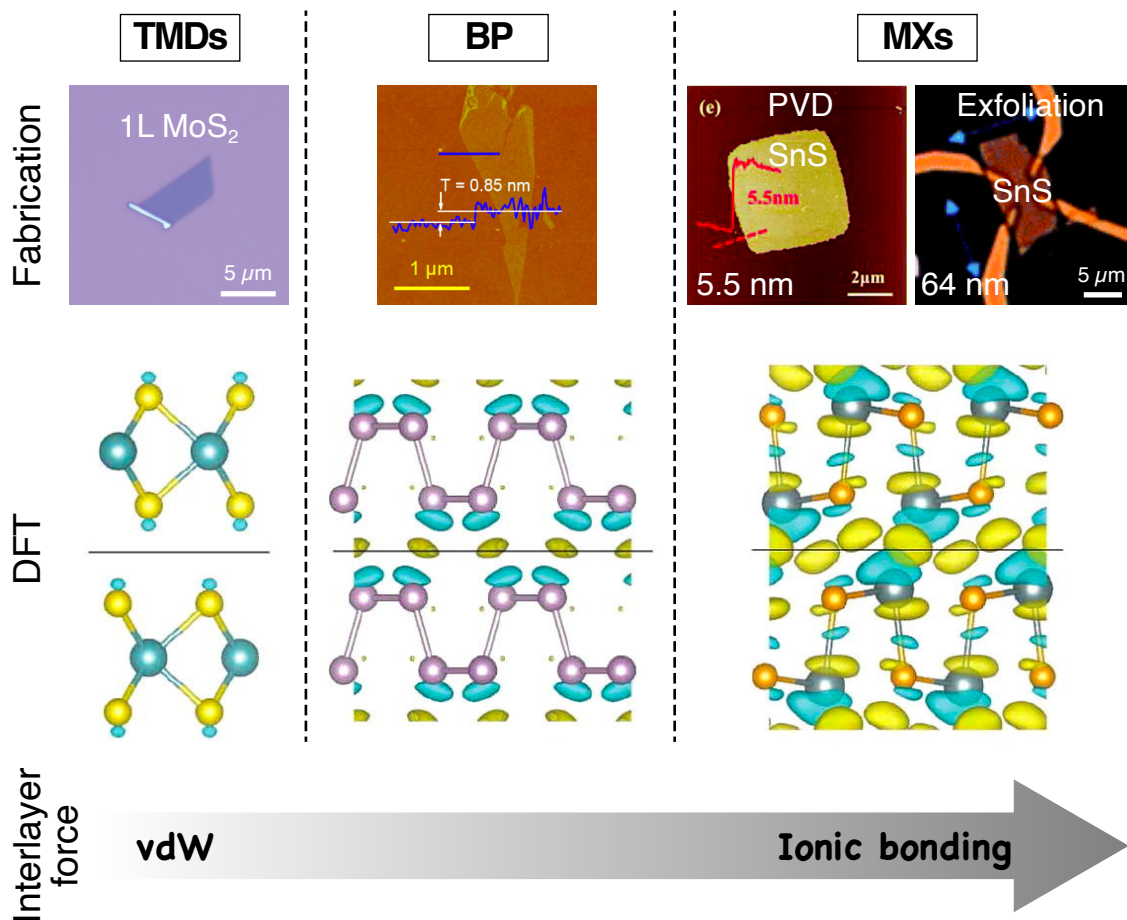 TMDs
BP
MXs
Fabrication
1L MoS₂
5 µm
T = 0.85 nm
1 µm
(e)
PVD
SnS
5.5nm
5.5 nm
2µm
Exfoliation
SnS
64 nm
5 µm
DFT
Interlayer
force
vdW
Ionic bonding